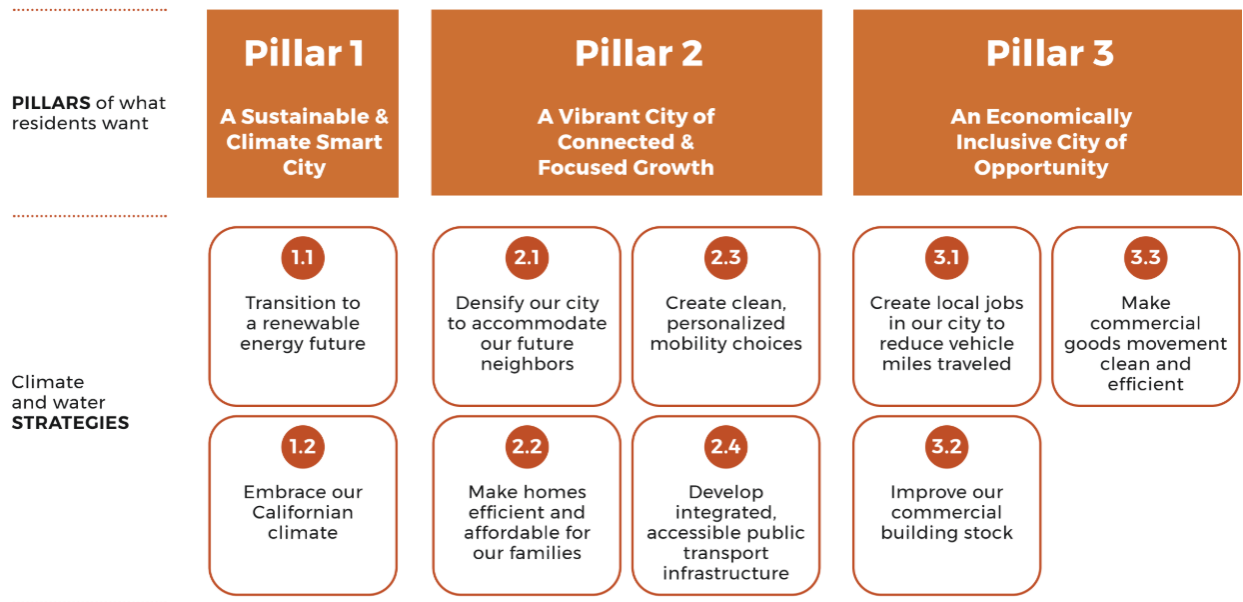 PILLARS of what
residents want
Pillar 1
A Sustainable &
Climate Smart
City
Pillar 2
A Vibrant City of
Connected &
Focused Growth
Pillar 3
An Economically
Inclusive City of
Opportunity
Climate
and water
STRATEGIES
1.1
Transition to
a renewable
energy future
1.2
Embrace our
Californian
climate
2.1
Densify our city
to accommodate
our future
neighbors
2.2
Make homes
efficient and
affordable for
our families
2.3
Create clean,
personalized
mobility choices
2.4
Develop
integrated,
accessible public
transport
infrastructure
3.1
Create local jobs
in our city to
reduce vehicle
miles traveled
3.2
Improve our
commercial
building stock
3.3
Make
commercial
goods movement
clean and
efficient